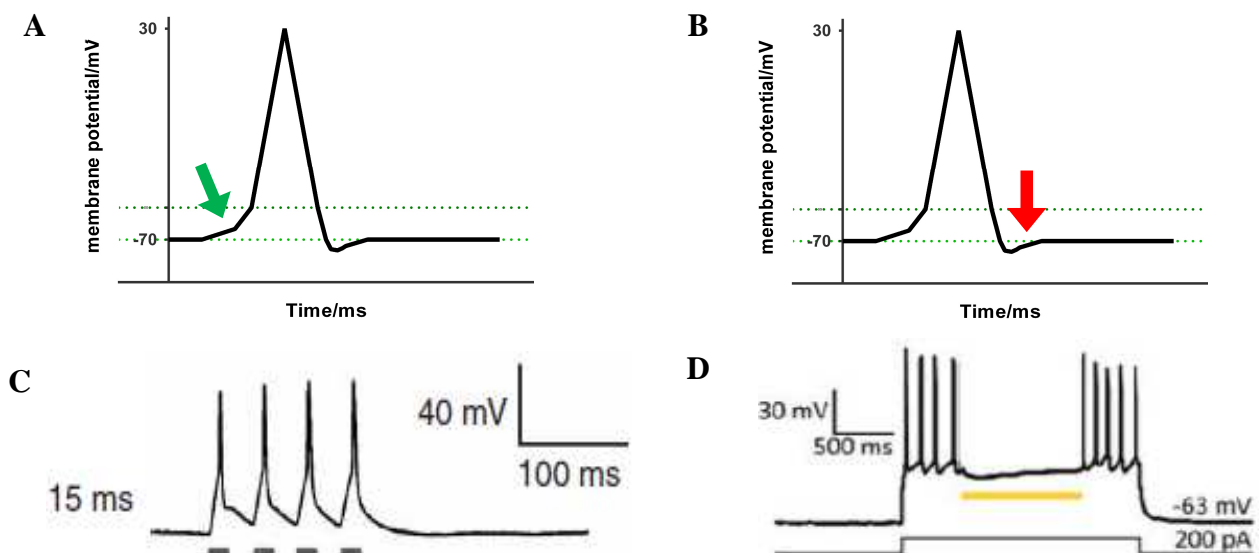 A
30
membrane potential/mV
-70
Time/ms
B
30
membrane potential/mV
-70
Time/ms
C
40 mV
100 ms
15 ms
D
30 mV
500 ms
-63 mV
200 pA